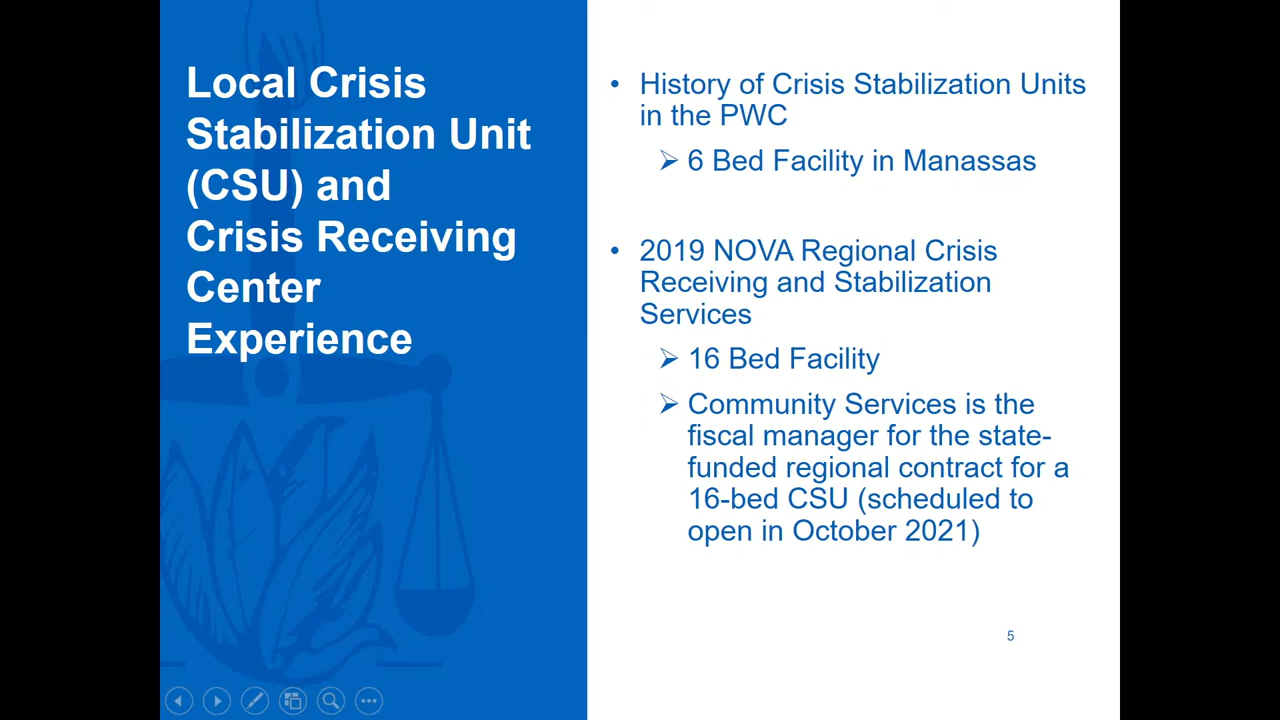 Local Crisis
Stabilization Unit
(CSU) and
Crisis Receiving
Center
Experience
• History of Crisis Stabilization Units
in the PWC
➢ 6 Bed Facility in Manassas
• 2019 NOVA Regional Crisis
Receiving and Stabilization
Services
➢ 16 Bed Facility
➢ Community Services is the
fiscal manager for the state-
funded regional contract for a
16-bed CSU (scheduled to
open in October 2021)
5